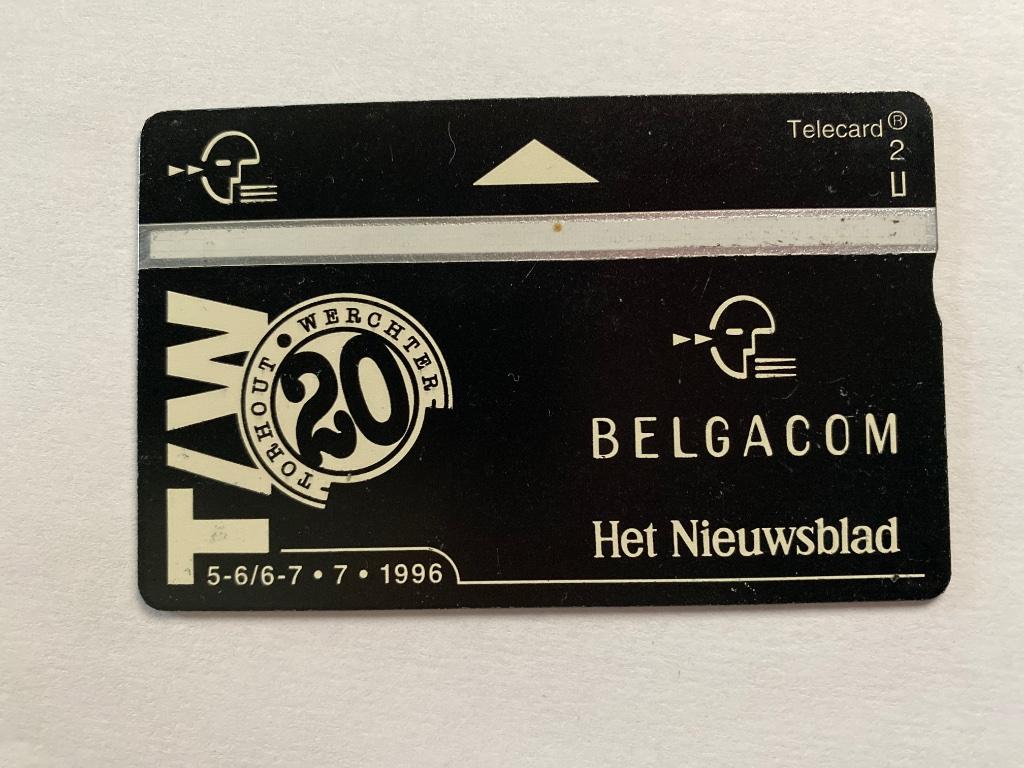 Telecard®
2
U
T/W
TORHOUT • WERCHTER
20
BELGACOM
Het Nieuwsblad
5-6/6-7 • 7 • 1996